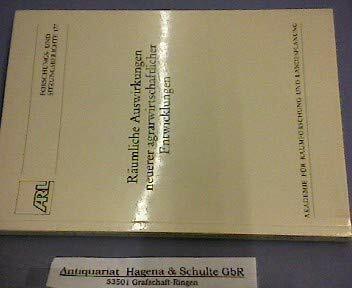 FORSCHUNGS- UND
SITZUNGSBERICHTE 177
Räumliche Auswirkungen
neuerer agrarwirtschaftlicher
Entwicklungen
ARL
AKADEMIE FÜR RAUMFORSCHUNG UND LANDESPLANUNG
Antiquariat Hagena & Schulte GbR
53501 Grafschaft-Ringen